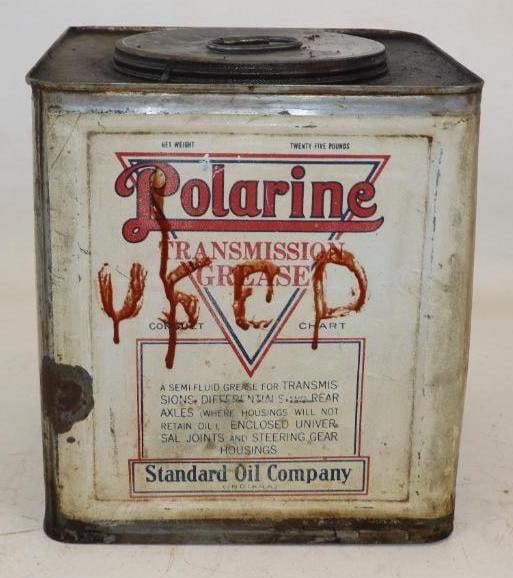 NET WEIGHT TWENTY FIVE POUNDS
Polarine
TRANSMISSION
GREASE
CONSULT CHART
A SEMI-FLUID GREASE FOR TRANSMIS
SIONS, DIFFERENTIALS AND REAR
AXLES (WHERE HOUSINGS WILL NOT
RETAIN OIL), ENCLOSED UNIVER
SAL JOINTS AND STEERING GEAR
HOUSINGS
Standard Oil Company
(INDIANA)